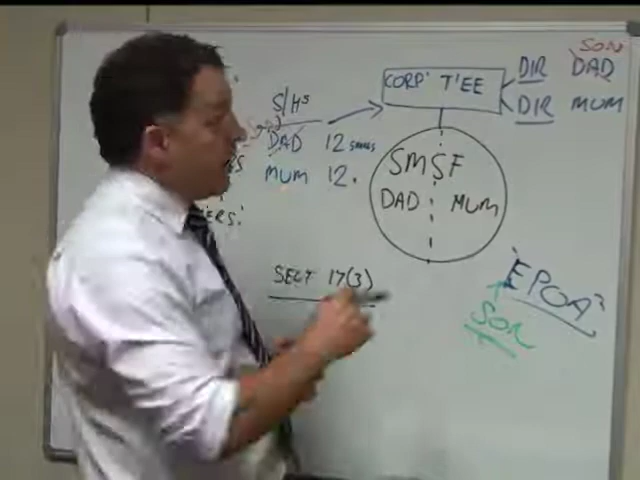 SON
CORP' T'EE
DIR DAD
DIR MUM
S/Hs
DAD 12 SHARES
MUM 12.
SMSF
DAD MUM
ERS.
SECT 17(3)
'EPOA'
SON